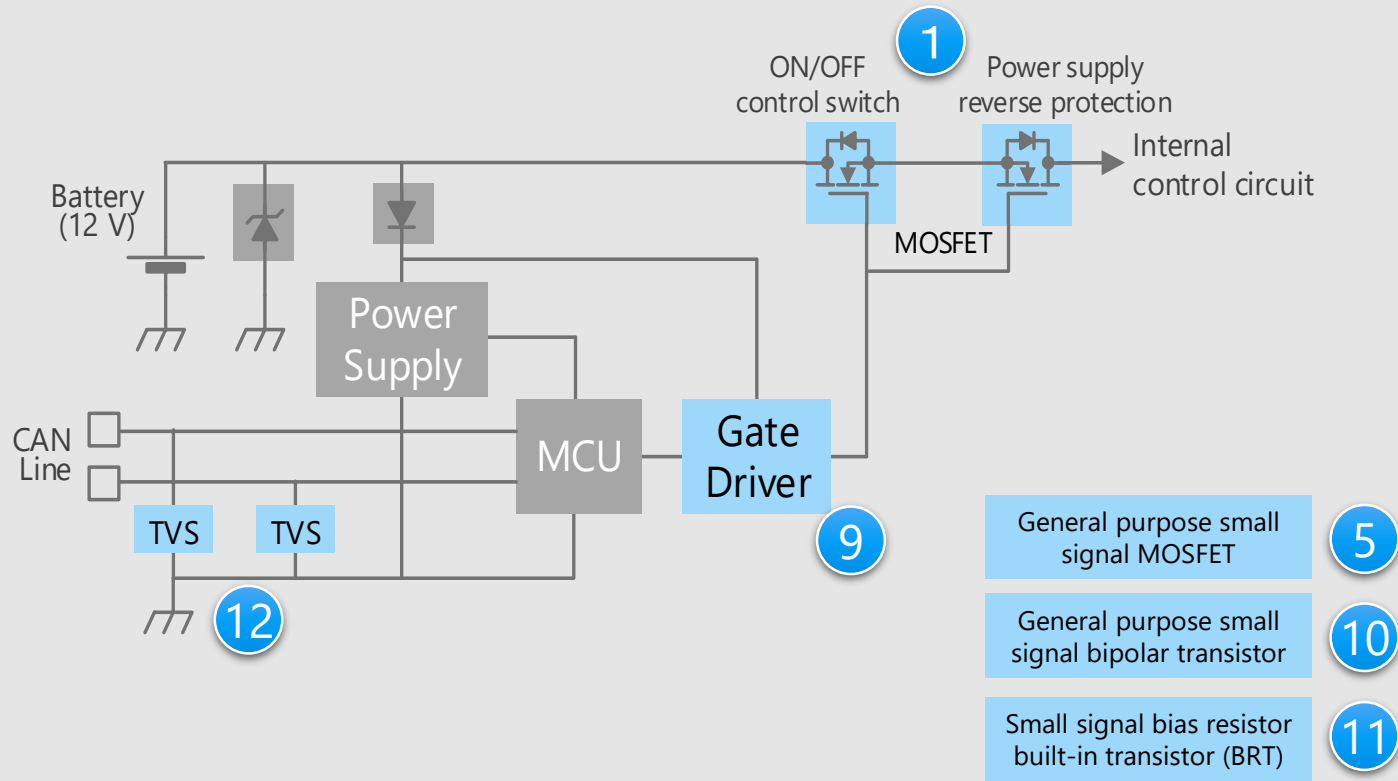 1
ON/OFF
control switch
Power supply
reverse protection
Internal
control circuit
Battery
(12 V)
MOSFET
Power
Supply
CAN
Line
MCU
Gate
Driver
TVS
TVS
9
12
General purpose small
signal MOSFET
5
General purpose small
signal bipolar transistor
10
Small signal bias resistor
built-in transistor (BRT)
11